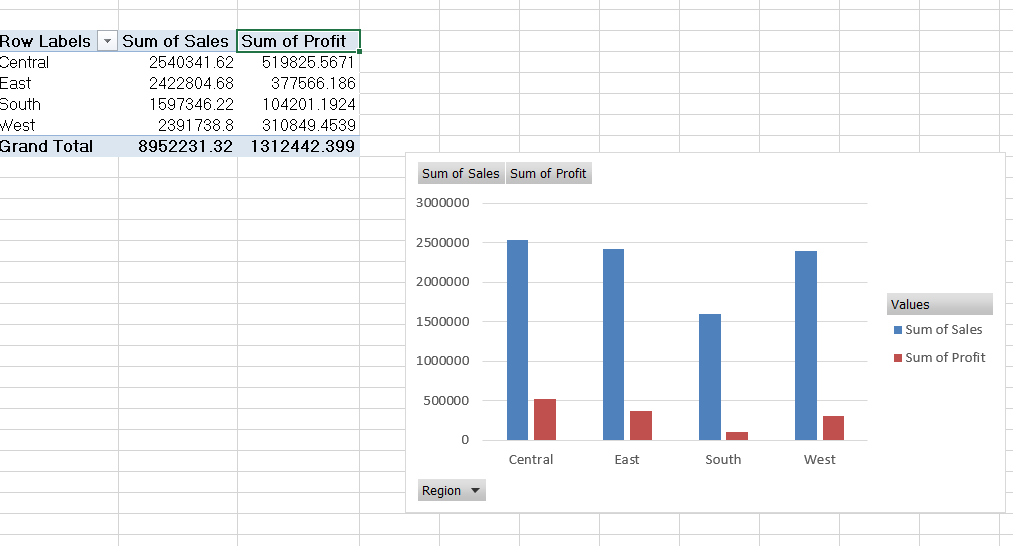 Row Labels Sum of Sales Sum of Profit
Central 2540341.62 519825.5671
East 2422804.68 377566.186
South 1597346.22 104201.1924
West 2391738.8 310849.4539
Grand Total 8952231.32 1312442.399
Sum of Sales Sum of Profit
3000000
2500000
2000000
1500000
1000000
500000
0
Central East South West
Region
Values
Sum of Sales
Sum of Profit